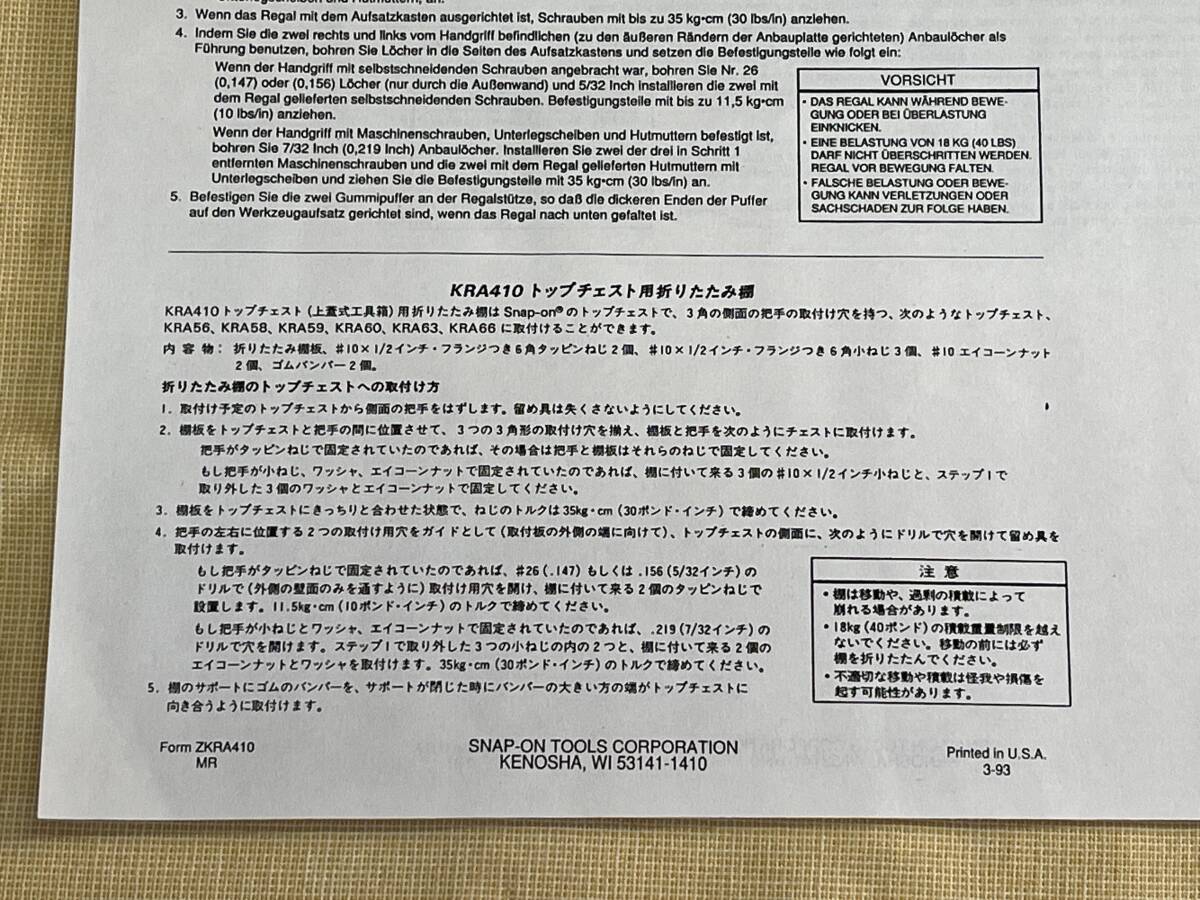 3. Wenn das Regal mit dem Aufsatzkasten ausgerichtet ist, Schrauben mit bis zu 35 kg•cm (30 lbs/in) anziehen.
4. Indem Sie die zwei rechts und links vom Handgriff befindlichen (zu den äußeren Rändern der Anbauplatte gerichteten) Anbaulöcher als
Führung benutzen, bohren Sie Löcher in die Seiten des Aufsatzkastens und setzen die Befestigungsteile wie folgt ein:
Wenn der Handgriff mit selbstschneidenden Schrauben angebracht war, bohren Sie Nr. 26
(0,147) oder (0,156) Löcher (nur durch die Außenwand) und 5/32 Inch installieren die zwei mit
dem Regal gelieferten selbstschneidenden Schrauben. Befestigungsteile mit bis zu 11,5 kg•cm
(10 lbs/in) anziehen.
Wenn der Handgriff mit Maschinenschrauben, Unterlegscheiben und Hutmuttern befestigt ist,
bohren Sie 7/32 Inch (0,219 Inch) Anbaulöcher. Installieren Sie zwei der drei in Schritt 1
entfernten Maschinenschrauben und die zwei mit dem Regal gelieferten Hutmuttern mit
Unterlegscheiben und ziehen Sie die Befestigungsteile mit 35 kg•cm (30 lbs/in) an.
5. Befestigen Sie die zwei Gummipuffer an der Regalstütze, so daß die dickeren Enden der Puffer
auf den Werkzeugaufsatz gerichtet sind, wenn das Regal nach unten gefaltet ist.
VORSICHT
• DAS REGAL KANN WÄHREND BEWE-
GUNG ODER BEI ÜBERLASTUNG
EINKNICKEN.
• EINE BELASTUNG VON 18 KG (40 LBS)
DARF NICHT ÜBERSCHRITTEN WERDEN.
REGAL VOR BEWEGUNG FALTEN.
• FALSCHE BELASTUNG ODER BEWE-
GUNG KANN VERLETZUNGEN ODER
SACHSCHADEN ZUR FOLGE HABEN.
KRA410 トップチェスト用折りたたみ棚
KRA410トップチェスト(上蓋式工具箱)用折りたたみ棚はSnap-on®のトップチェストで、3角の側面の把手の取付け穴を持つ、次のようなトップチェスト、
KRA56、KRA58、KRA59、KRA60、KRA63、KRA66に取付けることができます。
内容物: 折りたたみ棚板、#10×1/2インチ・フランジつき6角タッピンねじ2個、#10×1/2インチ・フランジつき6角小ねじ3個、#10エイコーンナット
2個、ゴムバンパー2個。
折りたたみ棚のトップチェストへの取付け方
1. 取付け予定のトップチェストから側面の把手をはずします。留め具は失くさないようにしてください。
2. 棚板をトップチェストと把手の間に位置させて、3つの3角形の取付け穴を揃え、棚板と把手を次のようにチェストに取付けます。
把手がタッピンねじで固定されていたのであれば、その場合は把手と棚板はそれらのねじで固定してください。
もし把手が小ねじ、ワッシャ、エイコーンナットで固定されていたのであれば、棚に付いて来る3個の#10×1/2インチ小ねじと、ステップ1で
取り外した3個のワッシャとエイコーンナットで固定してください。
3. 棚板をトップチェストにきっちりと合わせた状態で、ねじのトルクは35kg・cm(30ポンド・インチ)で締めてください。
4. 把手の左右に位置する2つの取付け用穴をガイドとして(取付板の外側の端に向けて)、トップチェストの側面に、次のようにドリルで穴を開けて留め具を
取付けます。
もし把手がタッピンねじで固定されていたのであれば、#26(.147)もしくは.156(5/32インチ)の
ドリルで(外側の壁面のみを通すように)取付け用穴を開け、棚に付いて来る2個のタッピンねじで
設置します。11.5kg・cm(10ポンド・インチ)のトルクで締めてください。
もし把手が小ねじとワッシャ、エイコーンナットで固定されていたのであれば、.219(7/32インチ)の
ドリルで穴を開けます。ステップ1で取り外した3つの小ねじの内の2つと、棚に付いて来る2個の
エイコーンナットとワッシャを取付けます。35kg・cm(30ポンド・インチ)のトルクで締めてください。
5. 棚のサポートにゴムのバンパーを、サポートが閉じた時にバンパーの大きい方の端がトップチェストに
向き合うように取付けます。
注意
• 棚は移動や、過剰の積載によって
崩れる場合があります。
• 18kg(40ポンド)の積載重量制限を越え
ないでください。移動の前には必ず
棚を折りたたんでください。
• 不適切な移動や積載は怪我や損傷を
起す可能性があります。
Form ZKRA410
MR
SNAP-ON TOOLS CORPORATION
KENOSHA, WI 53141-1410
Printed in U.S.A.
3-93